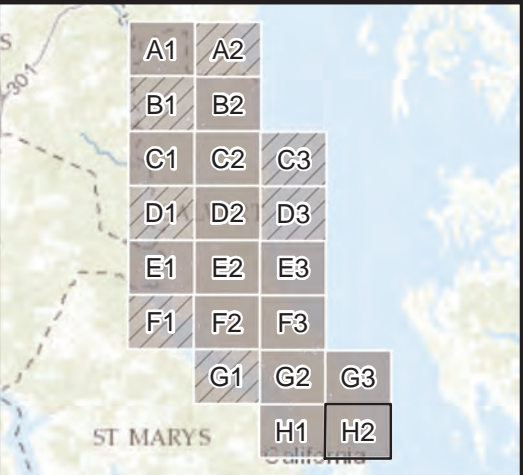 A1 A2
S
301
B1 B2
C1 C2 C3
D1 D2 D3
E1 E2 E3
F1 F2 F3
G1 G2 G3
ST MARYS
H1 H2
California